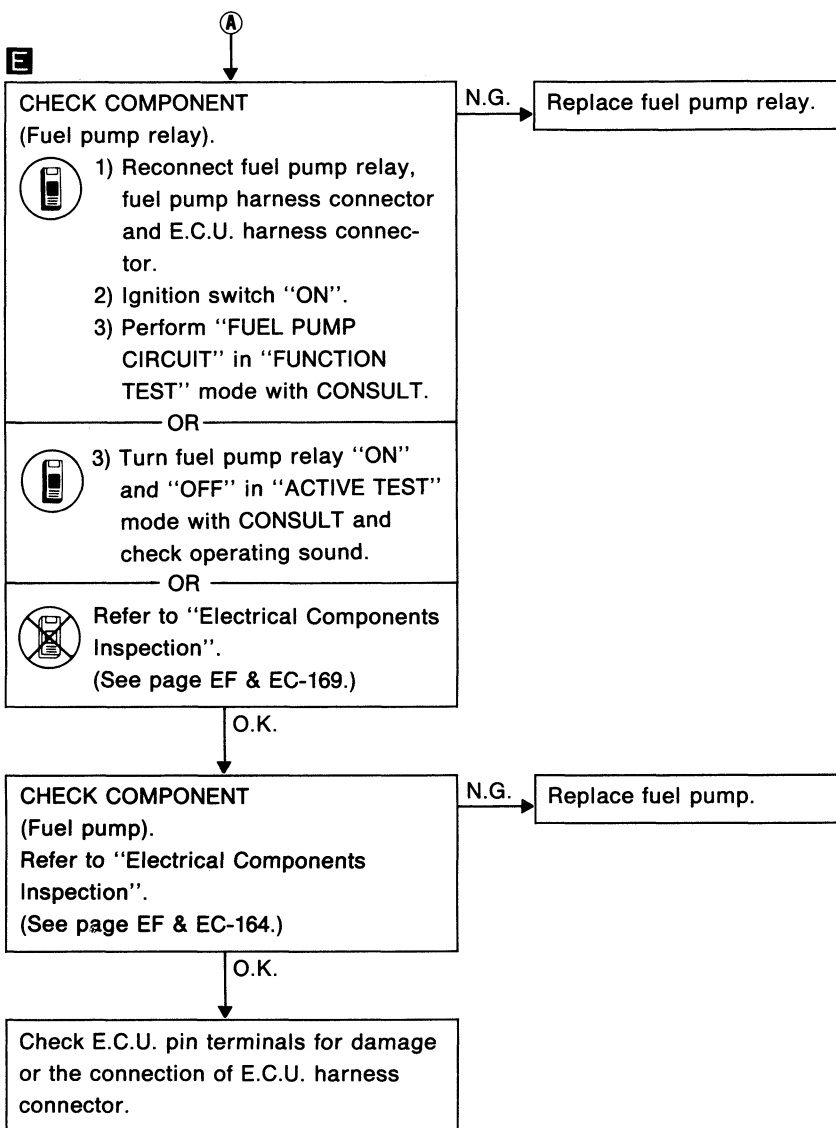 A
E
CHECK COMPONENT
(Fuel pump relay).
1) Reconnect fuel pump relay,
fuel pump harness connector
and E.C.U. harness connec-
tor.
2) Ignition switch "ON".
3) Perform "FUEL PUMP
CIRCUIT" in "FUNCTION
TEST" mode with CONSULT.
OR
3) Turn fuel pump relay "ON"
and "OFF" in "ACTIVE TEST"
mode with CONSULT and
check operating sound.
OR
Refer to "Electrical Components
Inspection".
(See page EF & EC-169.)
N.G.
Replace fuel pump relay.
O.K.
CHECK COMPONENT
(Fuel pump).
Refer to "Electrical Components
Inspection".
(See page EF & EC-164.)
N.G.
Replace fuel pump.
O.K.
Check E.C.U. pin terminals for damage
or the connection of E.C.U. harness
connector.